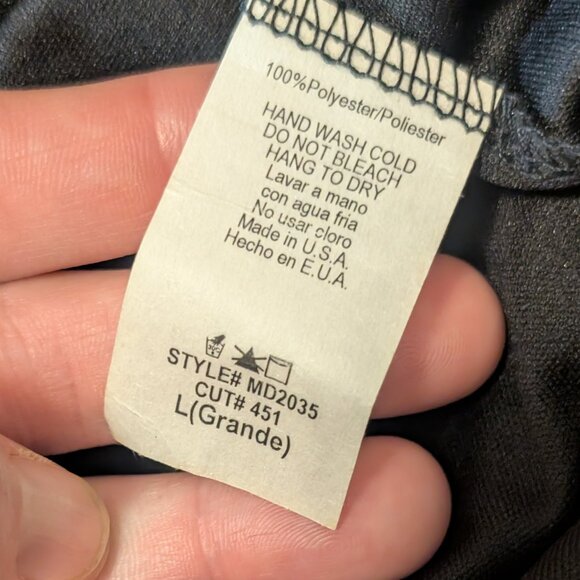 100%Polyester/Poliester
HAND WASH COLD
DO NOT BLEACH
HANG TO DRY
Lavar a mano
con agua fria
No usar cloro
Made in U.S.A.
Hecho en E.U.A.
STYLE# MD2035
CUT# 451
L(Grande)